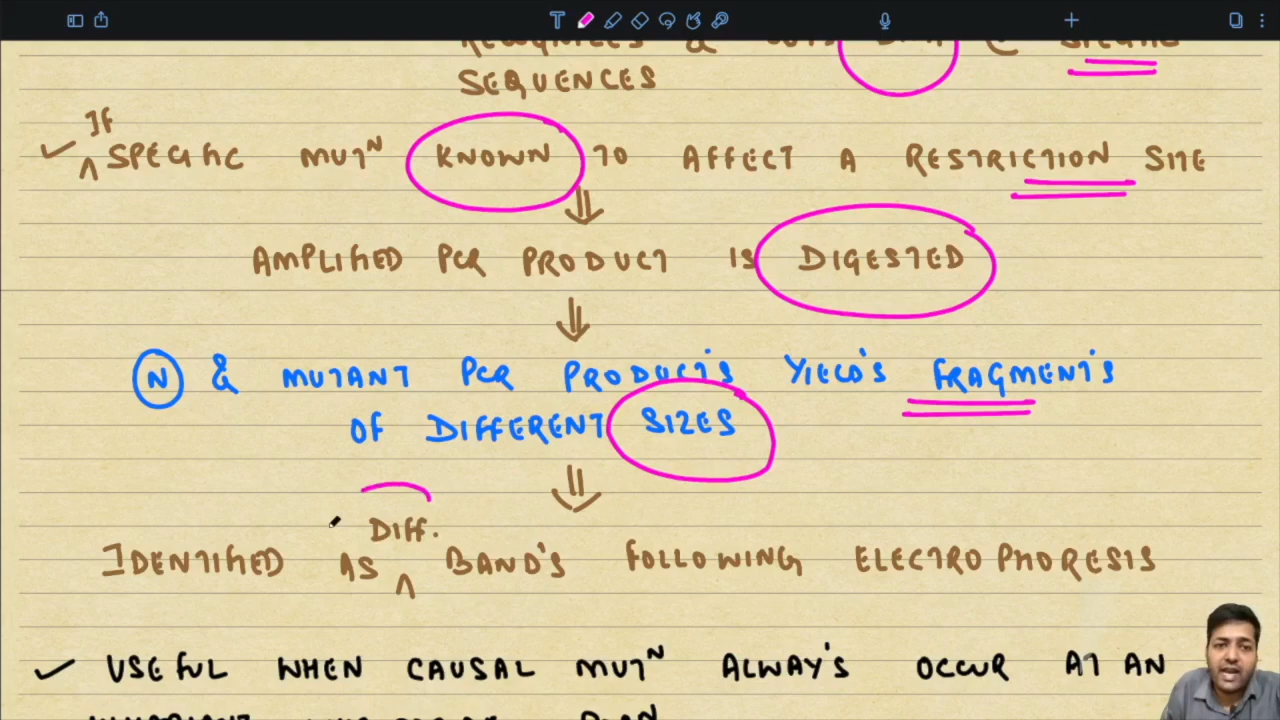 SEQUENCES
If
SPECIFIC MUTᴺ KNOWN TO AFFECT A RESTRICTION SITE
AMPLIFIED PCR PRODUCT IS DIGESTED
N & MUTANT PCR PRODUCT'S YIELD'S FRAGMENT'S
OF DIFFERENT SIZES
DIFF.
IDENTIFIED AS BAND'S FOLLOWING ELECTROPHORESIS
USEFUL WHEN CAUSAL MUTᴺ ALWAY'S OCCUR AT AN